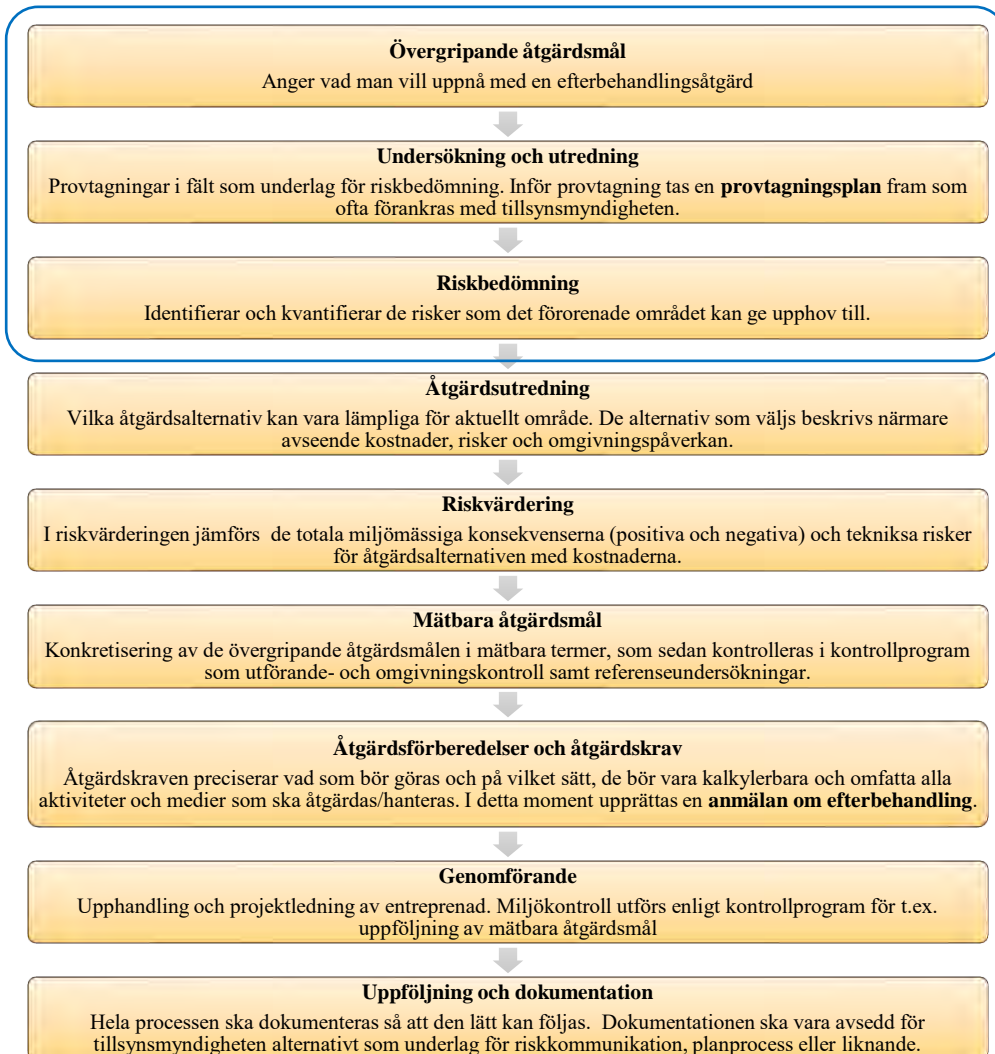 Övergripande åtgärdsmål
Anger vad man vill uppnå med en efterbehandlingsåtgärd
Undersökning och utredning
Provtagningar i fält som underlag för riskbedömning. Inför provtagning tas en provtagningsplan fram som
ofta förankras med tillsynsmyndigheten.
Riskbedömning
Identifierar och kvantifierar de risker som det förorenade området kan ge upphov till.
Åtgärdsutredning
Vilka åtgärdsalternativ kan vara lämpliga för aktuellt område. De alternativ som väljs beskrivs närmare
avseende kostnader, risker och omgivningspåverkan.
Riskvärdering
I riskvärderingen jämförs de totala miljömässiga konsekvenserna (positiva och negativa) och tekniksa risker
för åtgärdsalternativen med kostnaderna.
Mätbara åtgärdsmål
Konkretisering av de övergripande åtgärdsmålen i mätbara termer, som sedan kontrolleras i kontrollprogram
som utförande- och omgivningskontroll samt referenseundersökningar.
Åtgärdsförberedelser och åtgärdskrav
Åtgärdskraven preciserar vad som bör göras och på vilket sätt, de bör vara kalkylerbara och omfatta alla
aktiviteter och medier som ska åtgärdas/hanteras. I detta moment upprättas en anmälan om efterbehandling.
Genomförande
Upphandling och projektledning av entreprenad. Miljökontroll utförs enligt kontrollprogram för t.ex.
uppföljning av mätbara åtgärdsmål
Uppföljning och dokumentation
Hela processen ska dokumenteras så att den lätt kan följas. Dokumentationen ska vara avsedd för
tillsynsmyndigheten alternativt som underlag för riskkommunikation, planprocess eller liknande.